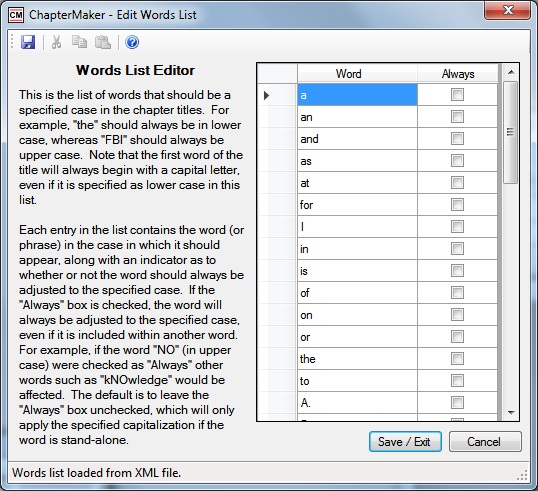 CM ChapterMaker - Edit Words List
Words List Editor
This is the list of words that should be a
specified case in the chapter titles.  For
example, "the" should always be in lower
case, whereas "FBI" should always be
upper case.  Note that the first word of the
title will always begin with a capital letter,
even if it is specified as lower case in this
list.
Each entry in the list contains the word (or
phrase) in the case in which it should
appear, along with an indicator as to
whether or not the word should always be
adjusted to the specified case.  If the
"Always" box is checked, the word will
always be adjusted to the specified case,
even if it is included within another word.
For example, if the word "NO" (in upper
case) were checked as "Always" other
words such as "kNOwledge" would be
affected.  The default is to leave the
"Always" box unchecked, which will only
apply the specified capitalization if the
word is stand-alone.
Word Always
a
an
and
as
at
for
I
in
is
of
on
or
the
to
A.
Save / Exit Cancel
Words list loaded from XML file.